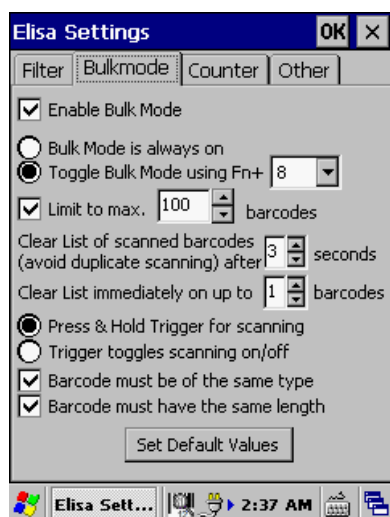 Elisa Settings OK
Filter Bulkmode Counter Other
Enable Bulk Mode
Bulk Mode is always on
Toggle Bulk Mode using Fn+ 8
Limit to max. 100 barcodes
Clear List of scanned barcodes
(avoid duplicate scanning) after 3 seconds
Clear List immediately on up to 1 barcodes
Press & Hold Trigger for scanning
Trigger toggles scanning on/off
Barcode must be of the same type
Barcode must have the same length
Set Default Values
Elisa Sett... 2:37 AM